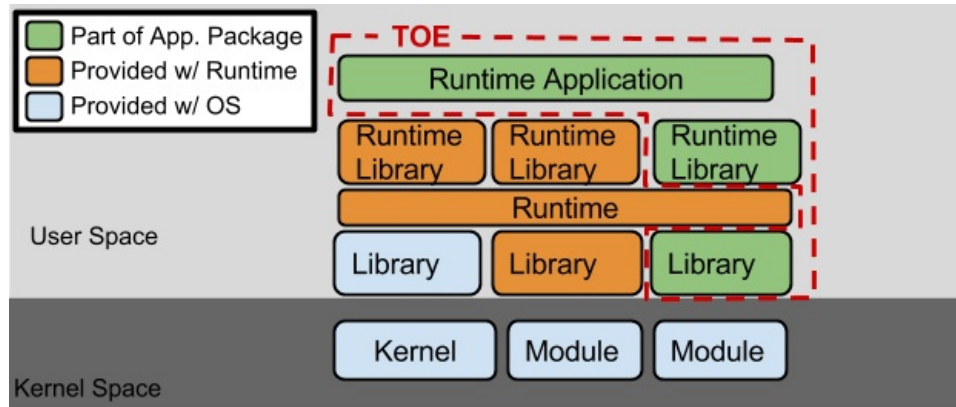 Part of App. Package
Provided w/ Runtime
Provided w/ OS
TOE
Runtime Application
Runtime
Library
Runtime
Library
Runtime
Library
Runtime
User Space
Library
Library
Library
Kernel
Module
Module
Kernel Space